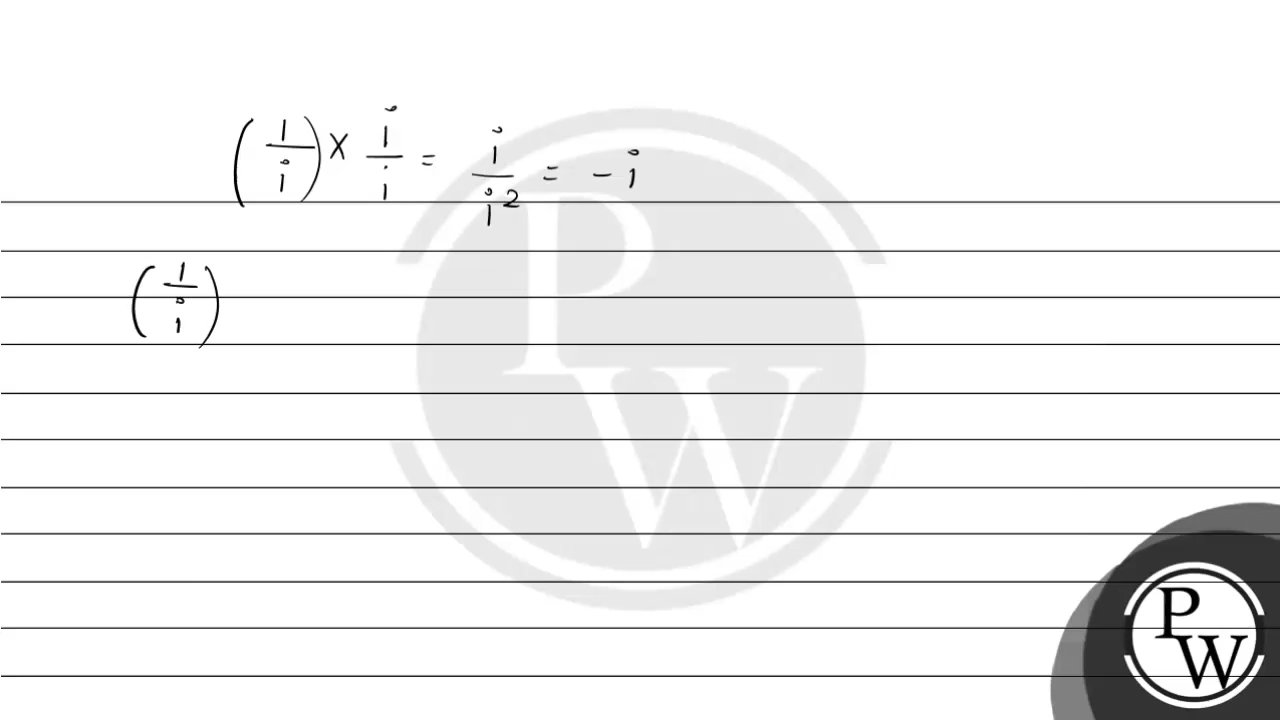 (1/i) × i/i = i/i² = -i
(1/i)
P
W
P
W